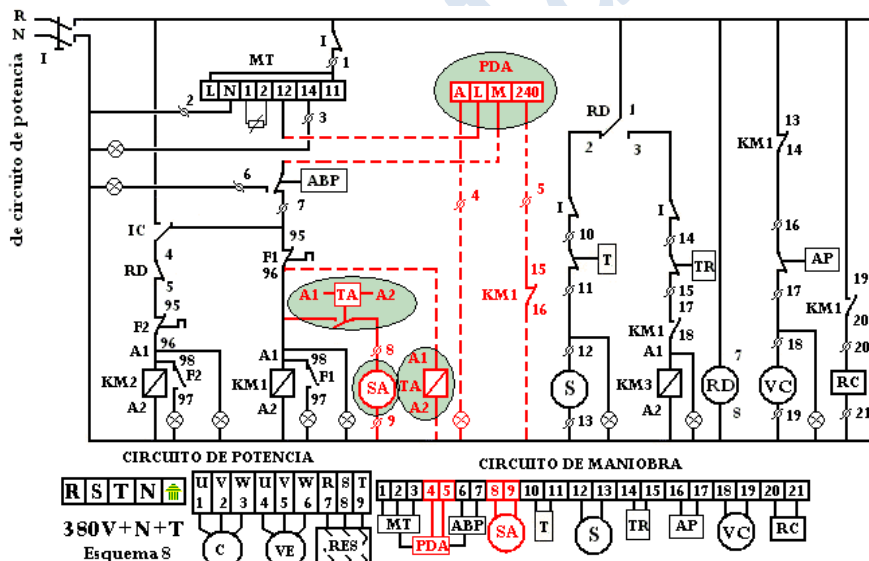 R
N
I
de circuito de potencia
MT
I
1
L N 1 2 12 14 11
2
3
PDA
A L M 240
RD
1
2
3
13
KM1
14
6
ABP
7
4
5
I
10
T
11
I
14
TR
15
16
AP
17
IC
4
RD
5
95
F1
96
95
F2
96
A1 TA A2
15
KM1
16
17
KM1
18
19
KM1
20
A1
98
KM2
F2
A2
97
A1
98
F1
KM1
A2
97
8
SA
9
A1
TA
A2
12
S
13
A1
KM3
A2
7
RD
8
18
VC
19
20
RC
21
CIRCUITO DE POTENCIA
CIRCUITO DE MANIOBRA
R S T N
380V+N+T
Esquema 8
U V W U V W R S T
1 2 3 4 5 6 7 8 9
C
VE
RES
1 2 3 4 5 6 7 8 9 10 11 12 13 14 15 16 17 18 19 20 21
MT
PDA
ABP
SA
T
S
TR
AP
VC
RC